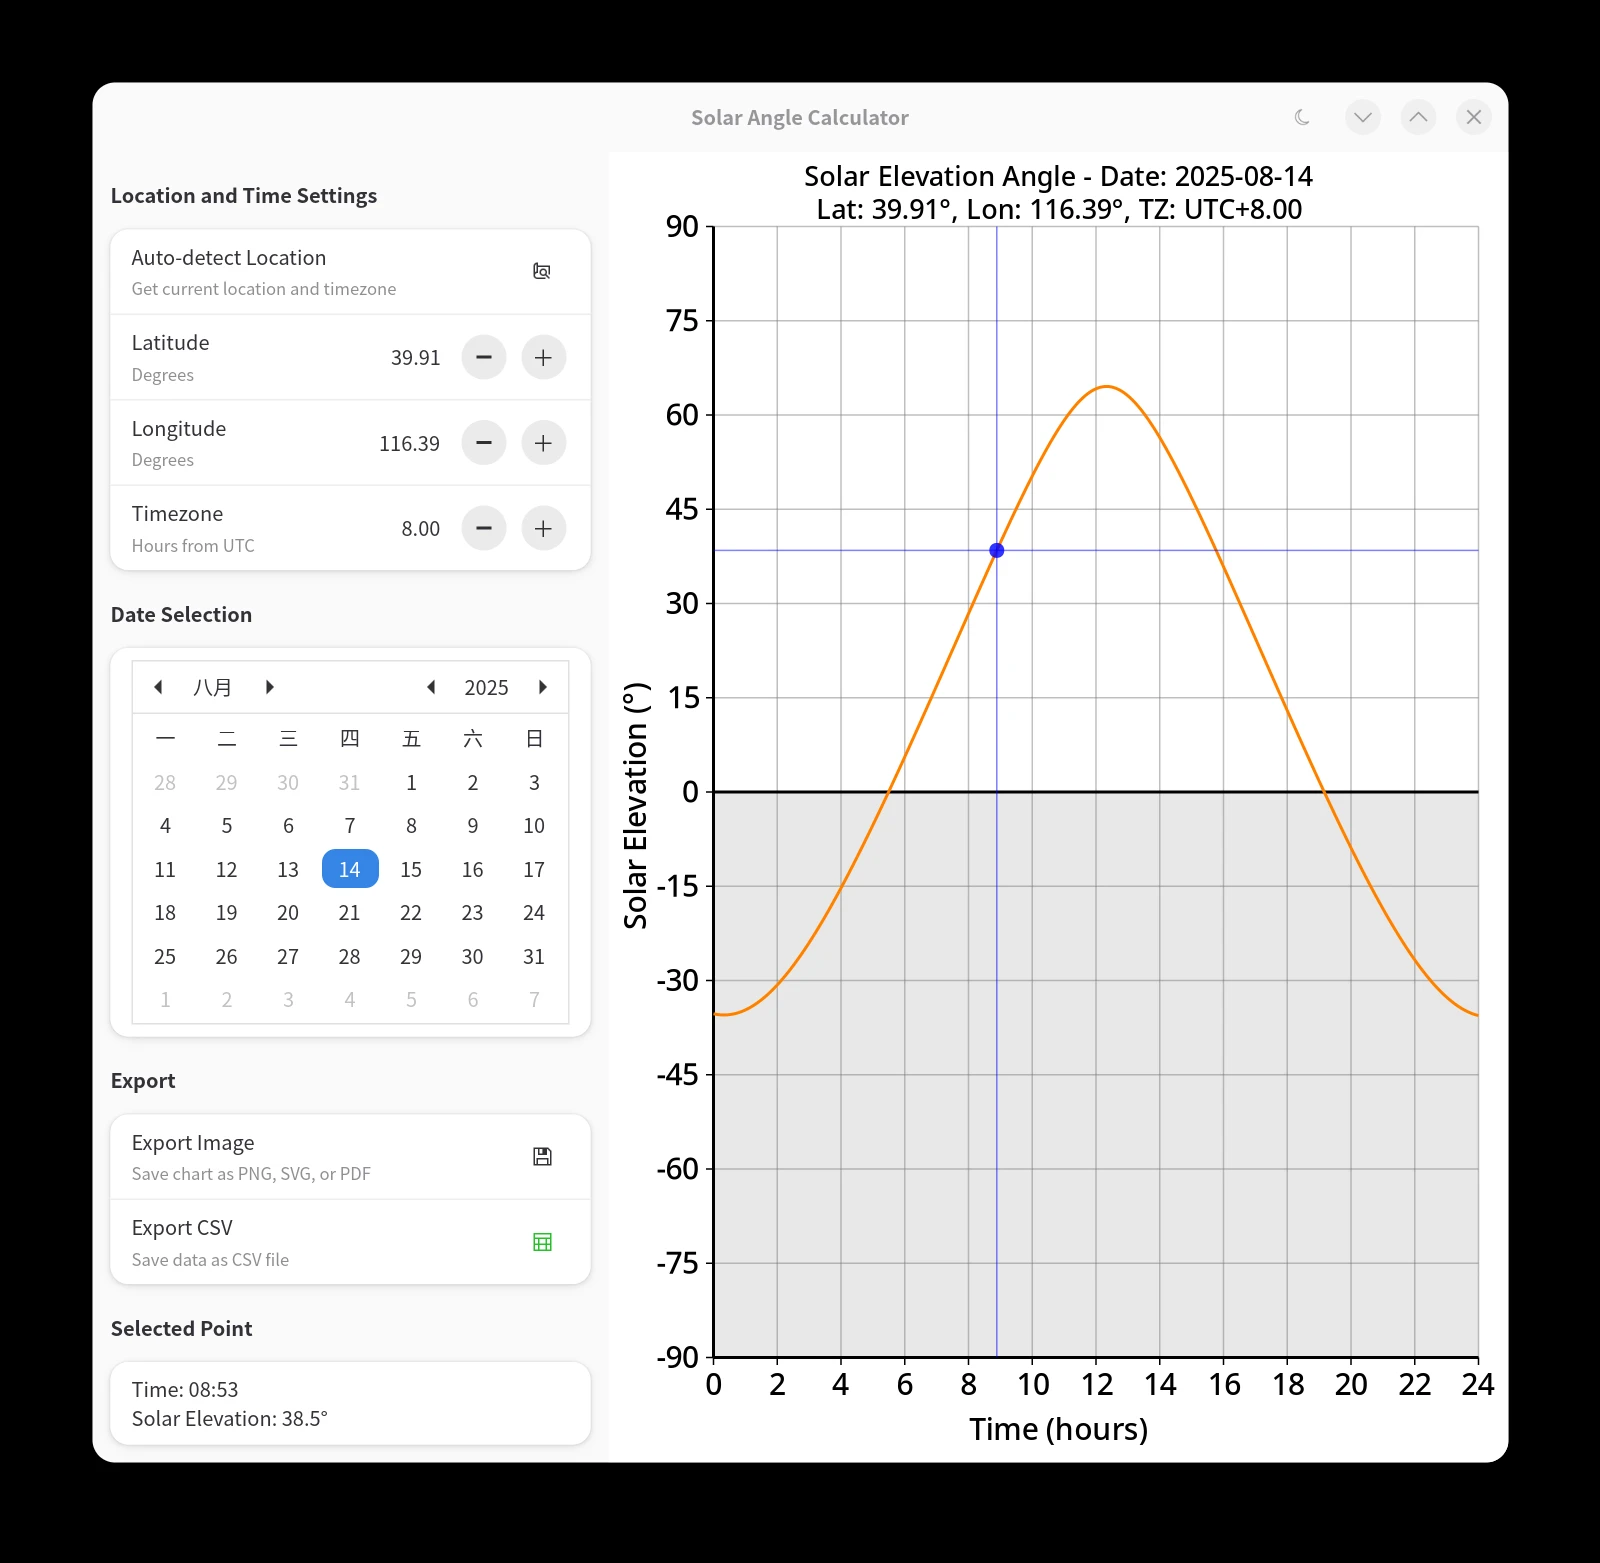 Solar Angle Calculator
Location and Time Settings
Auto-detect Location
Get current location and timezone
Latitude
Degrees
39.91
Longitude
Degrees
116.39
Timezone
Hours from UTC
8.00
Date Selection
八月 2025
一 二 三 四 五 六 日
28 29 30 31 1 2 3
4 5 6 7 8 9 10
11 12 13 14 15 16 17
18 19 20 21 22 23 24
25 26 27 28 29 30 31
1 2 3 4 5 6 7
Export
Export Image
Save chart as PNG, SVG, or PDF
Export CSV
Save data as CSV file
Selected Point
Time: 08:53
Solar Elevation: 38.5°
Solar Elevation Angle - Date: 2025-08-14
Lat: 39.91°, Lon: 116.39°, TZ: UTC+8.00
Solar Elevation (°)
90
75
60
45
30
15
0
-15
-30
-45
-60
-75
-90
0 2 4 6 8 10 12 14 16 18 20 22 24
Time (hours)